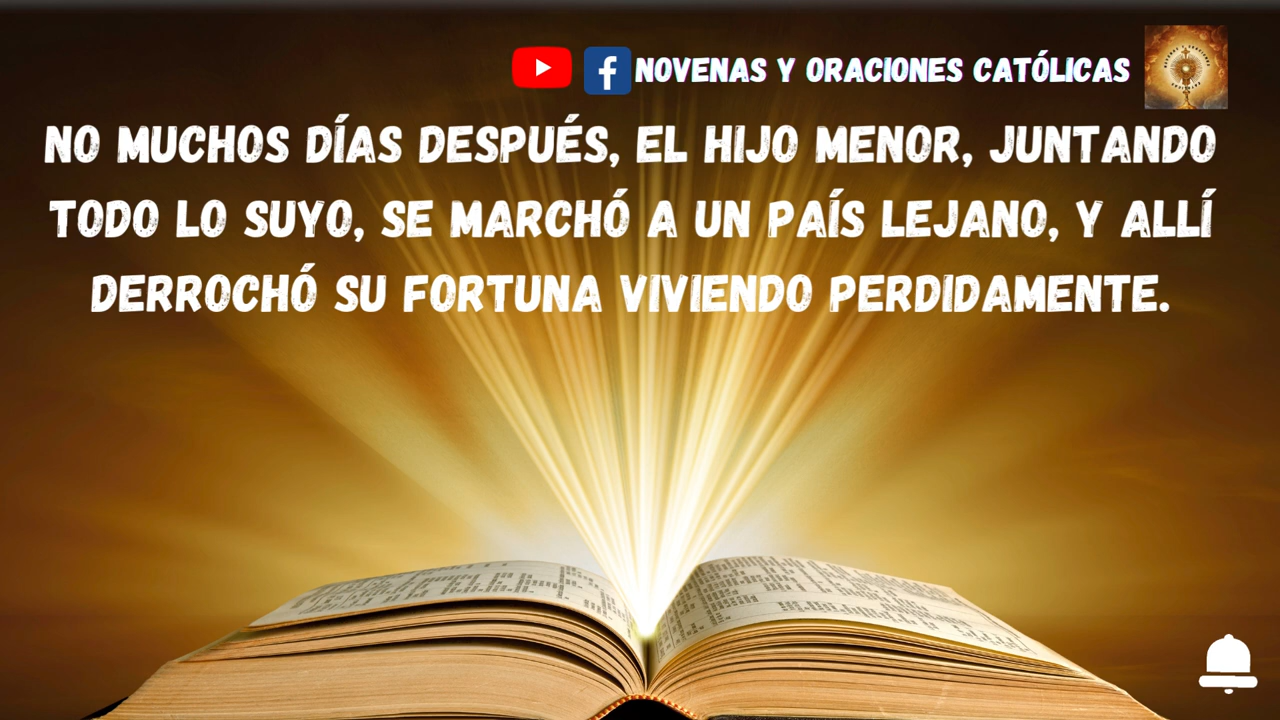 NOVENAS Y ORACIONES CATÓLICAS
NO MUCHOS DÍAS DESPUÉS, EL HIJO MENOR, JUNTANDO
TODO LO SUYO, SE MARCHÓ A UN PAÍS LEJANO, Y ALLÍ
DERROCHÓ SU FORTUNA VIVIENDO PERDIDAMENTE.